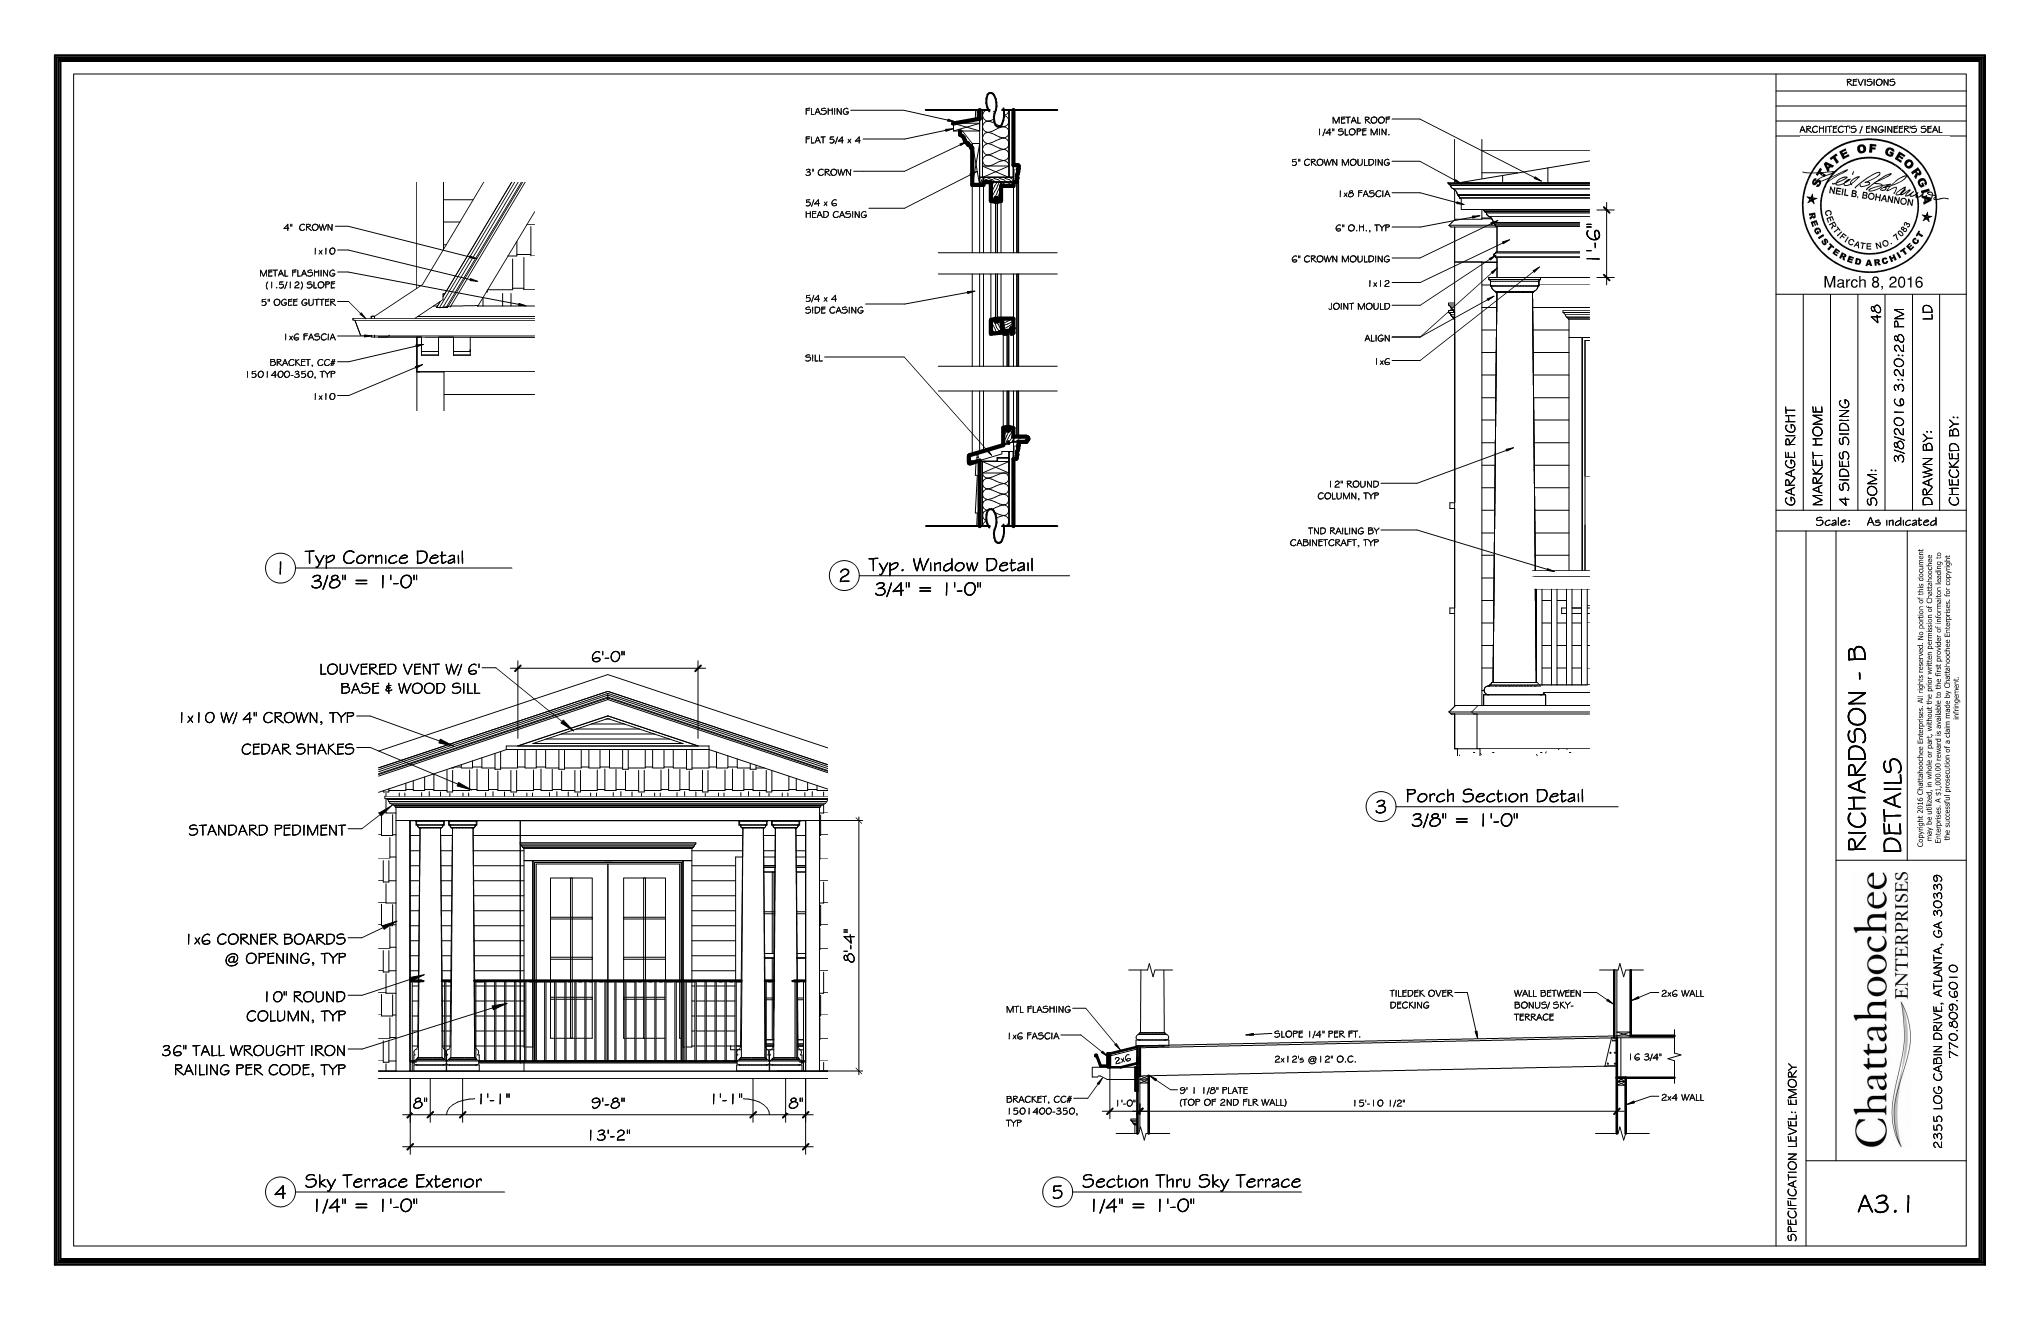 4" CROWN
1x10
METAL FLASHING
(1.5/12) SLOPE
5" OGEE GUTTER
1x6 FASCIA
BRACKET, CC#
1501400-350, TYP
1x10
1
Typ Cornice Detail
3/8" = 1'-0"
FLASHING
FLAT 5/4 x 4
3" CROWN
5/4 x 6
HEAD CASING
5/4 x 4
SIDE CASING
SILL
2
Typ. Window Detail
3/4" = 1'-0"
METAL ROOF
1/4" SLOPE MIN.
5" CROWN MOULDING
1x8 FASCIA
6" O.H., TYP
6" CROWN MOULDING
1x12
JOINT MOULD
ALIGN
1x6
1'-6"
12" ROUND
COLUMN, TYP
TND RAILING BY
CABINETCRAFT, TYP
3
Porch Section Detail
3/8" = 1'-0"
LOUVERED VENT W/ 6'
BASE & WOOD SILL
6'-0"
1x10 W/ 4" CROWN, TYP
CEDAR SHAKES
STANDARD PEDIMENT
1x6 CORNER BOARDS
@ OPENING, TYP
10" ROUND
COLUMN, TYP
36" TALL WROUGHT IRON
RAILING PER CODE, TYP
8'-4"
8"
1'-1"
9'-8"
1'-1"
8"
13'-2"
4
Sky Terrace Exterior
1/4" = 1'-0"
MTL FLASHING
1x6 FASCIA
2x6
BRACKET, CC#
1501400-350,
TYP
1'-0"
9' 1 1/8" PLATE
(TOP OF 2ND FLR WALL)
SLOPE 1/4" PER FT.
2x12's @12" O.C.
15'-10 1/2"
TILEDEK OVER
DECKING
WALL BETWEEN
BONUS/ SKY-
TERRACE
2x6 WALL
16 3/4"
2x4 WALL
5
Section Thru Sky Terrace
1/4" = 1'-0"
REVISIONS
ARCHITECT'S / ENGINEER'S SEAL
STATE OF GEORGIA
NEIL B. BOHANNON
CERTIFICATE NO. 7083
REGISTERED ARCHITECT
March 8, 2016
GARAGE RIGHT
MARKET HOME
4 SIDES SIDING
SOM: 48
3/8/2016 3:20:28 PM
DRAWN BY: LD
CHECKED BY:
Scale: As indicated
RICHARDSON - B
DETAILS
Copyright 2016 Chattahoochee Enterprises. All rights reserved. No portion of this document
may be utilized, in whole or part, without the prior written permission of Chattahoochee
Enterprises. A $1,000.00 reward is available to the first provider of informaiton leading to
the successful prosecution of a claim made by Chattahoochee Enterprises. for copyright
infringement.
Chattahoochee
ENTERPRISES
2355 LOG CABIN DRIVE, ATLANTA, GA 30339
770.809.6010
SPECIFICATION LEVEL: EMORY
A3.1